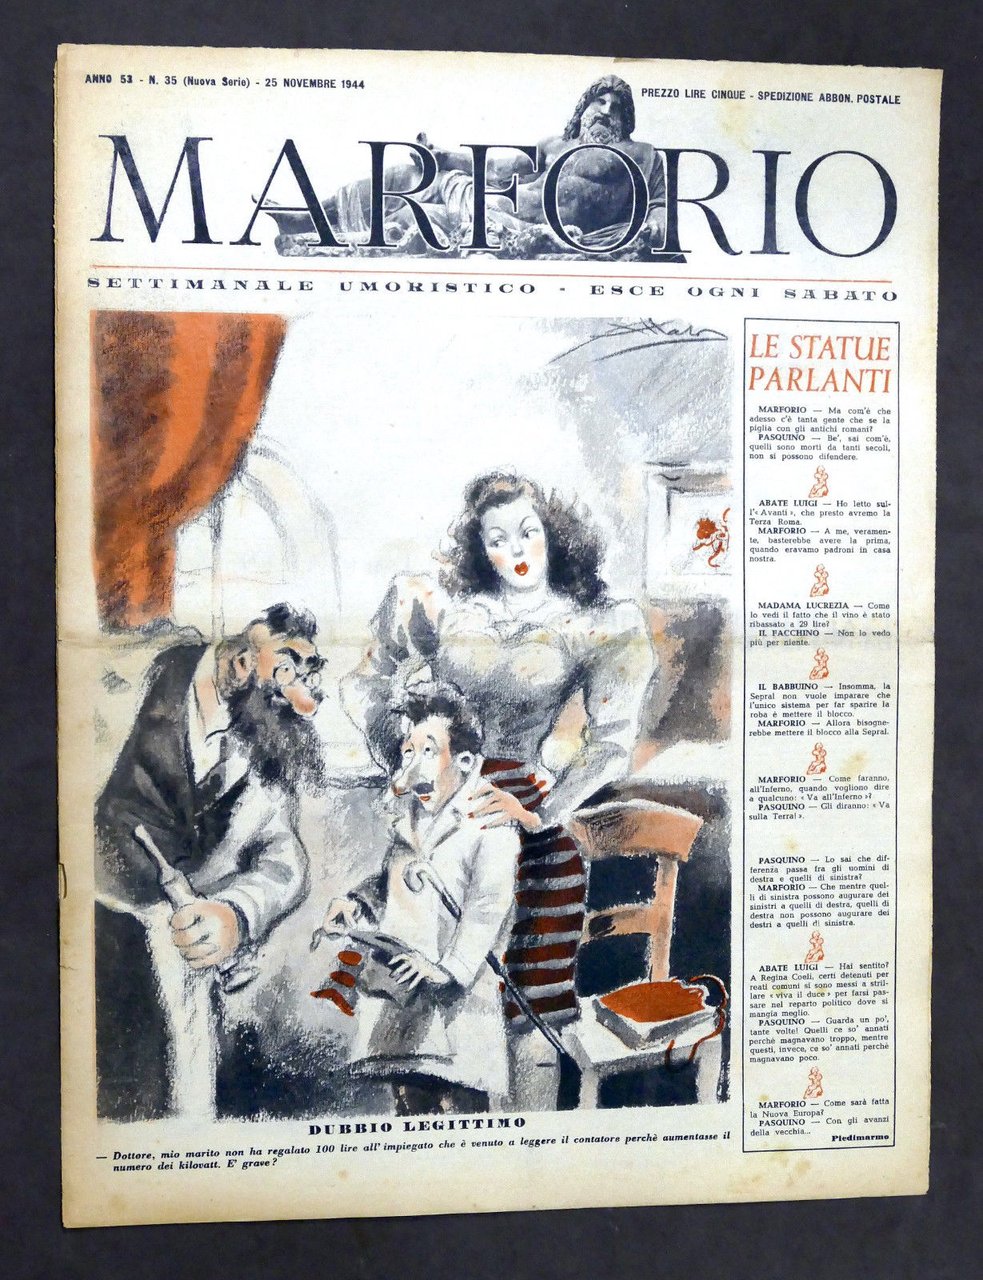 ANNO 53 - N. 35 (Nuova Serie) - 25 NOVEMBRE 1944
PREZZO LIRE CINQUE - SPEDIZIONE ABBON. POSTALE
MARFORIO
SETTIMANALE UMORISTICO - ESCE OGNI SABATO
LE STATUE
PARLANTI
MARFORIO — Ma com'é che
adesso c'è tanta gente che se la
piglia con gli antichi romani?
PASQUINO — Be', sai com'è,
quelli sono morti da tanti secoli,
non si possono difendere.
ABATE LUIGI — Ho letto sul-
l'« Avanti », che presto avremo la
Terza Roma.
MARFORIO — A me, veramen-
te, basterebbe avere la prima,
quando eravamo padroni in casa
nostra.
MADAMA LUCREZIA — Come
lo vedi il fatto che il vino è stato
ribassato a 29 lire?
IL FACCHINO — Non lo vedo
più per niente.
IL BABBUINO — Insomma, la
Sepral non vuole imparare che
l'unico sistema per far sparire la
roba è mettere il blocco.
MARFORIO — Allora bisogne-
rebbe mettere il blocco alla Sepral.
MARFORIO — Come faranno,
all'Inferno, quando vogliono dire
a qualcuno: « Va all'Inferno »?
PASQUINO — Gli diranno: « Va
sulla Terra! ».
PASQUINO — Lo sai che dif-
ferenza passa fra gli uomini di
destra e quelli di sinistra?
MARFORIO — Che mentre quel-
li di sinistra possono augurare dei
sinistri a quelli di destra, quelli di
destra non possono augurare dei
destri a quelli di sinistra.
ABATE LUIGI — Hai sentito?
A Regina Coeli, certi detenuti per
reati comuni si sono messi a stril-
lare « viva il duce » per farsi pas-
sare nel reparto politico dove si
mangia meglio.
PASQUINO — Guarda un po',
tante volte! Quelli ce so' annati
perchè magnavano troppo, mentre
questi, invece, ce so' annati perchè
magnavano poco.
MARFORIO — Come sarà fatta
la Nuova Europa?
PASQUINO — Con gli avanzi
della vecchia...
Piedimarmo
DUBBIO LEGITTIMO
— Dottore, mio marito non ha regalato 100 lire all' impiegato che è venuto a leggere il contatore perchè aumentasse il
numero dei kilovatt. E' grave?